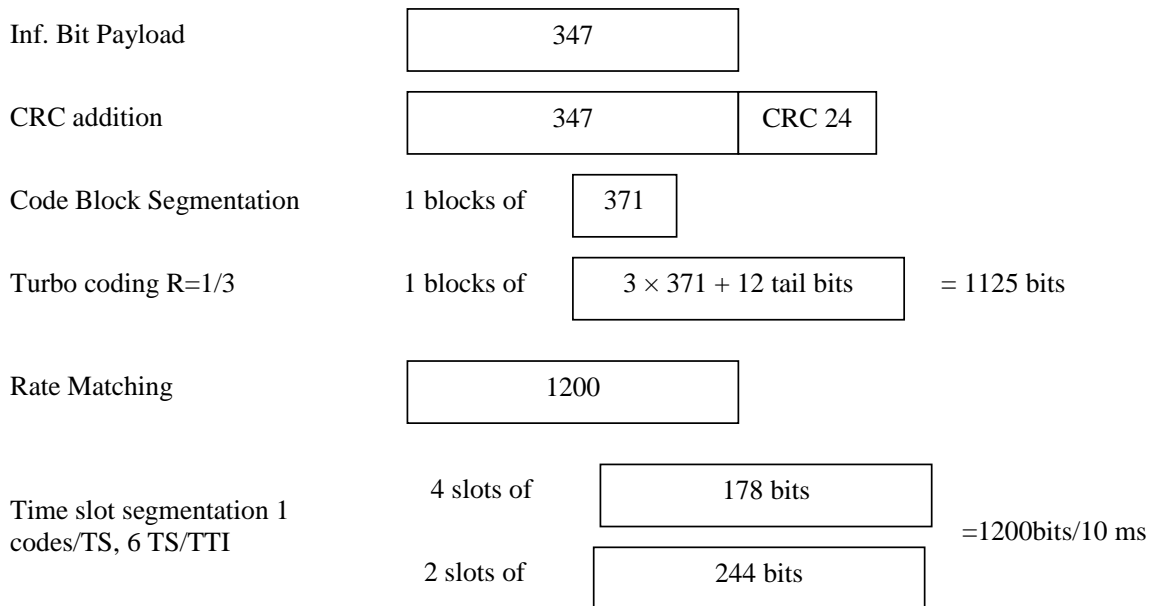 Inf. Bit Payload
347
CRC addition
347
CRC 24
Code Block Segmentation
1 blocks of
371
Turbo coding R=1/3
1 blocks of
3 × 371 + 12 tail bits
= 1125 bits
Rate Matching
1200
Time slot segmentation 1
codes/TS, 6 TS/TTI
4 slots of
178 bits
=1200bits/10 ms
2 slots of
244 bits